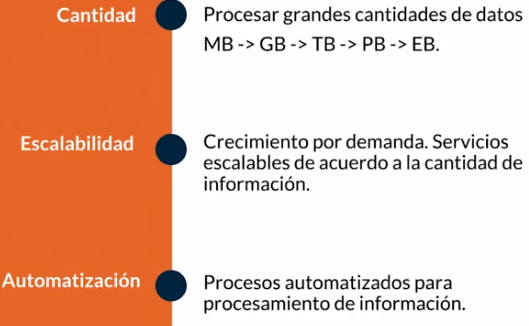 Cantidad
Procesar grandes cantidades de datos
MB -> GB -> TB -> PB -> EB.
Escalabilidad
Crecimiento por demanda. Servicios
escalables de acuerdo a la cantidad de
información.
Automatización
Procesos automatizados para
procesamiento de información.